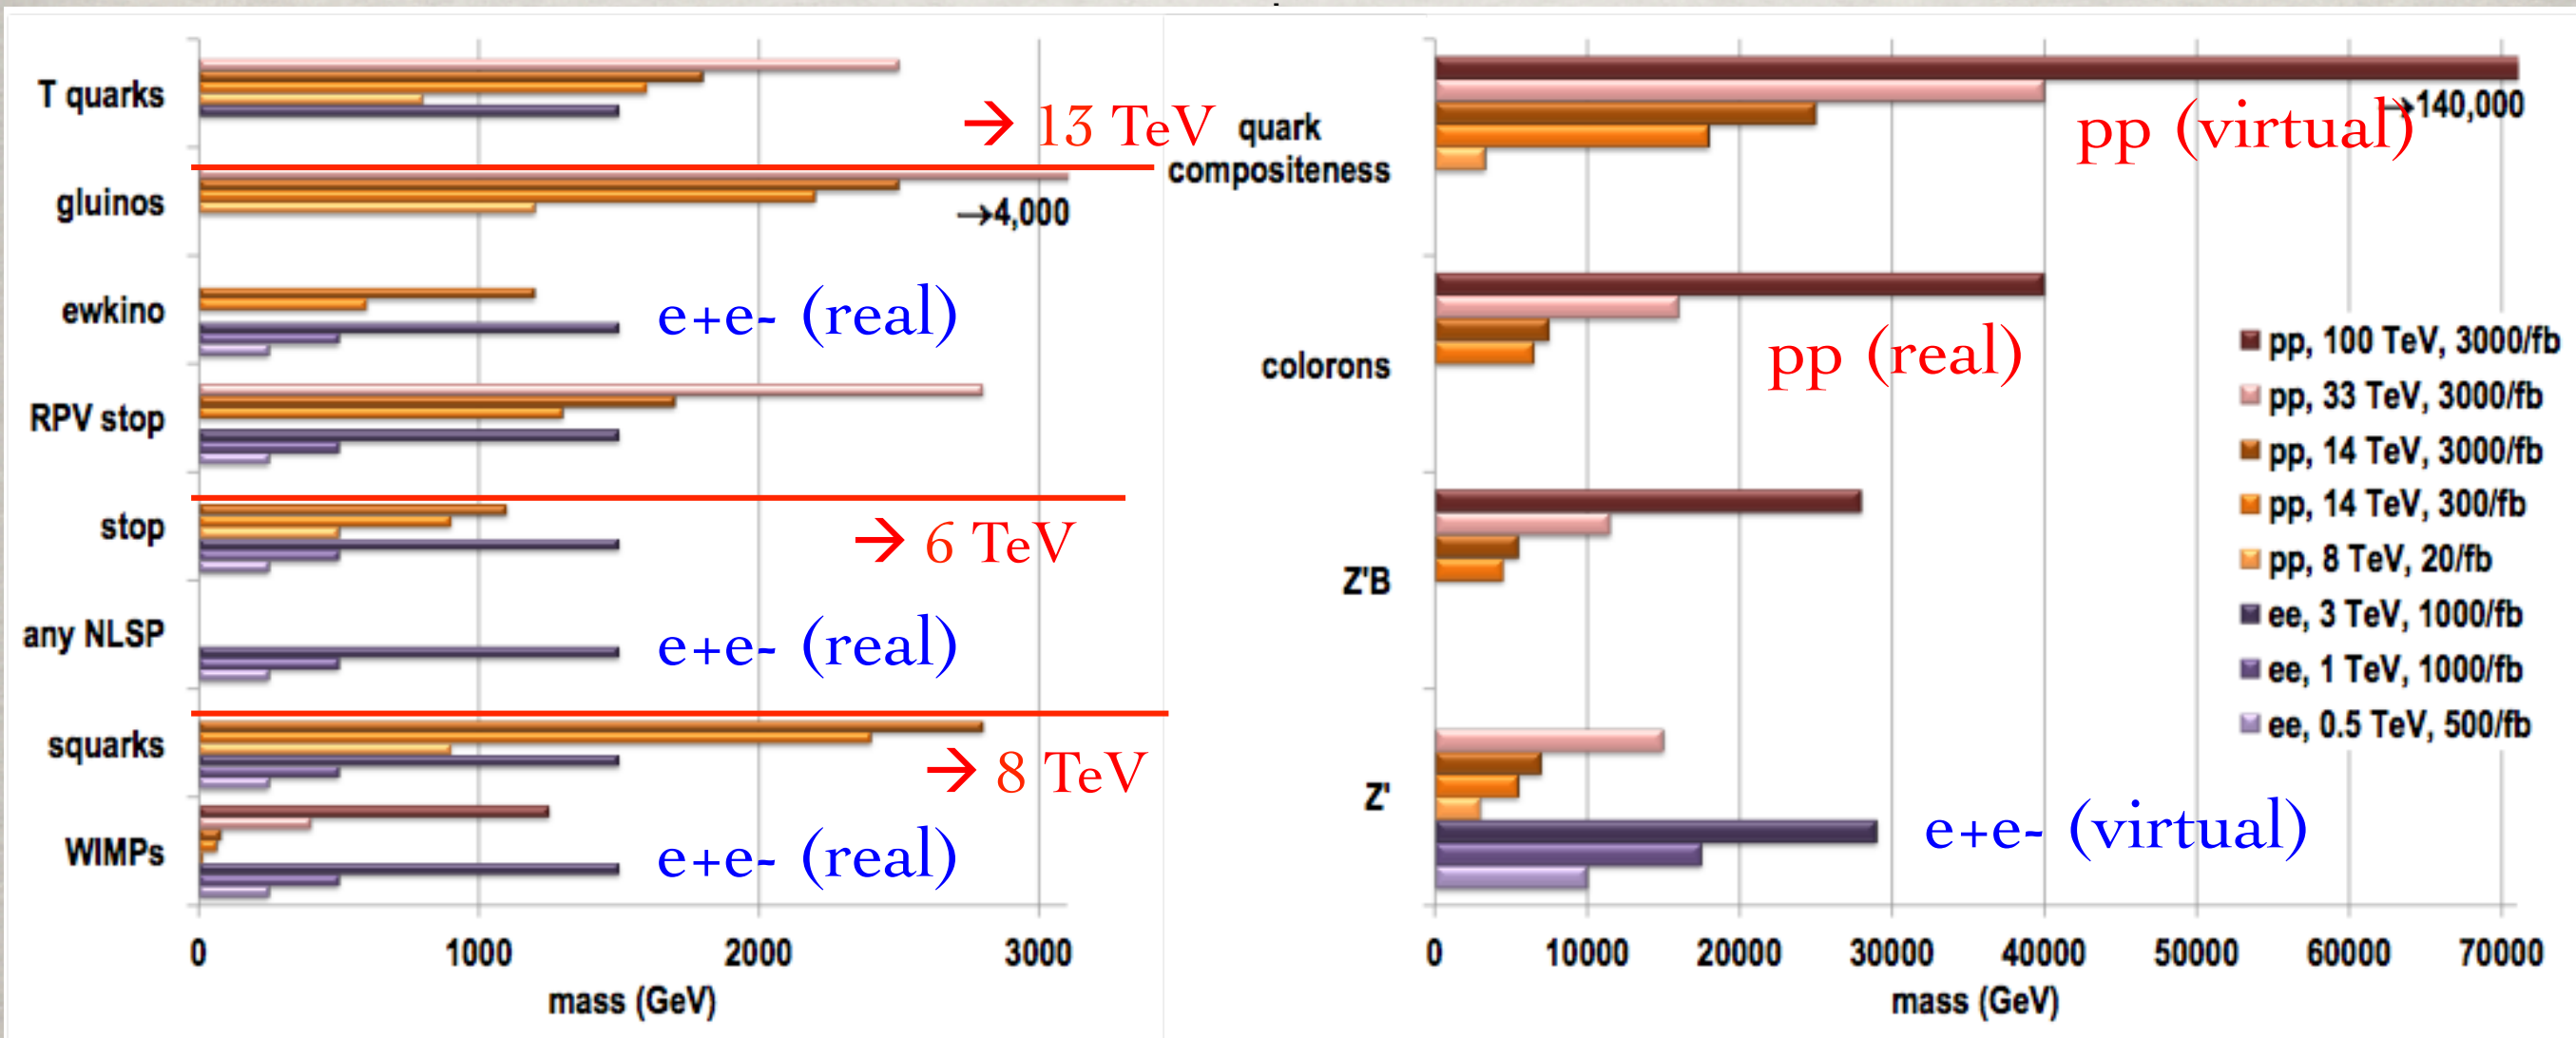 T quarks
→ 13 TeV
gluinos
→4,000
ewkino
e+e- (real)
RPV stop
stop
→ 6 TeV
any NLSP
e+e- (real)
squarks
→ 8 TeV
WIMPs
e+e- (real)
0 1000 2000 3000
mass (GeV)
quark
compositeness
→140,000
pp (virtual)
colorons
pp (real)
Z'B
Z'
e+e- (virtual)
pp, 100 TeV, 3000/fb
pp, 33 TeV, 3000/fb
pp, 14 TeV, 3000/fb
pp, 14 TeV, 300/fb
pp, 8 TeV, 20/fb
ee, 3 TeV, 1000/fb
ee, 1 TeV, 1000/fb
ee, 0.5 TeV, 500/fb
0 10000 20000 30000 40000 50000 60000 70000
mass (GeV)